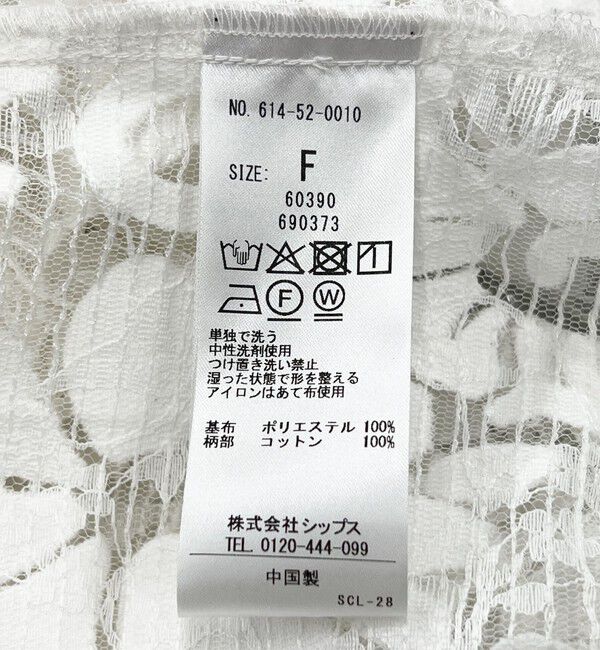 NO. 614-52-0010
SIZE: F
60390
690373
F W
単独で洗う
中性洗剤使用
つけ置き洗い禁止
湿った状態で形を整える
アイロンはあて布使用
基布 ポリエステル 100%
柄部 コットン 100%
株式会社シップス
TEL. 0120-444-099
中国製
SCL-28